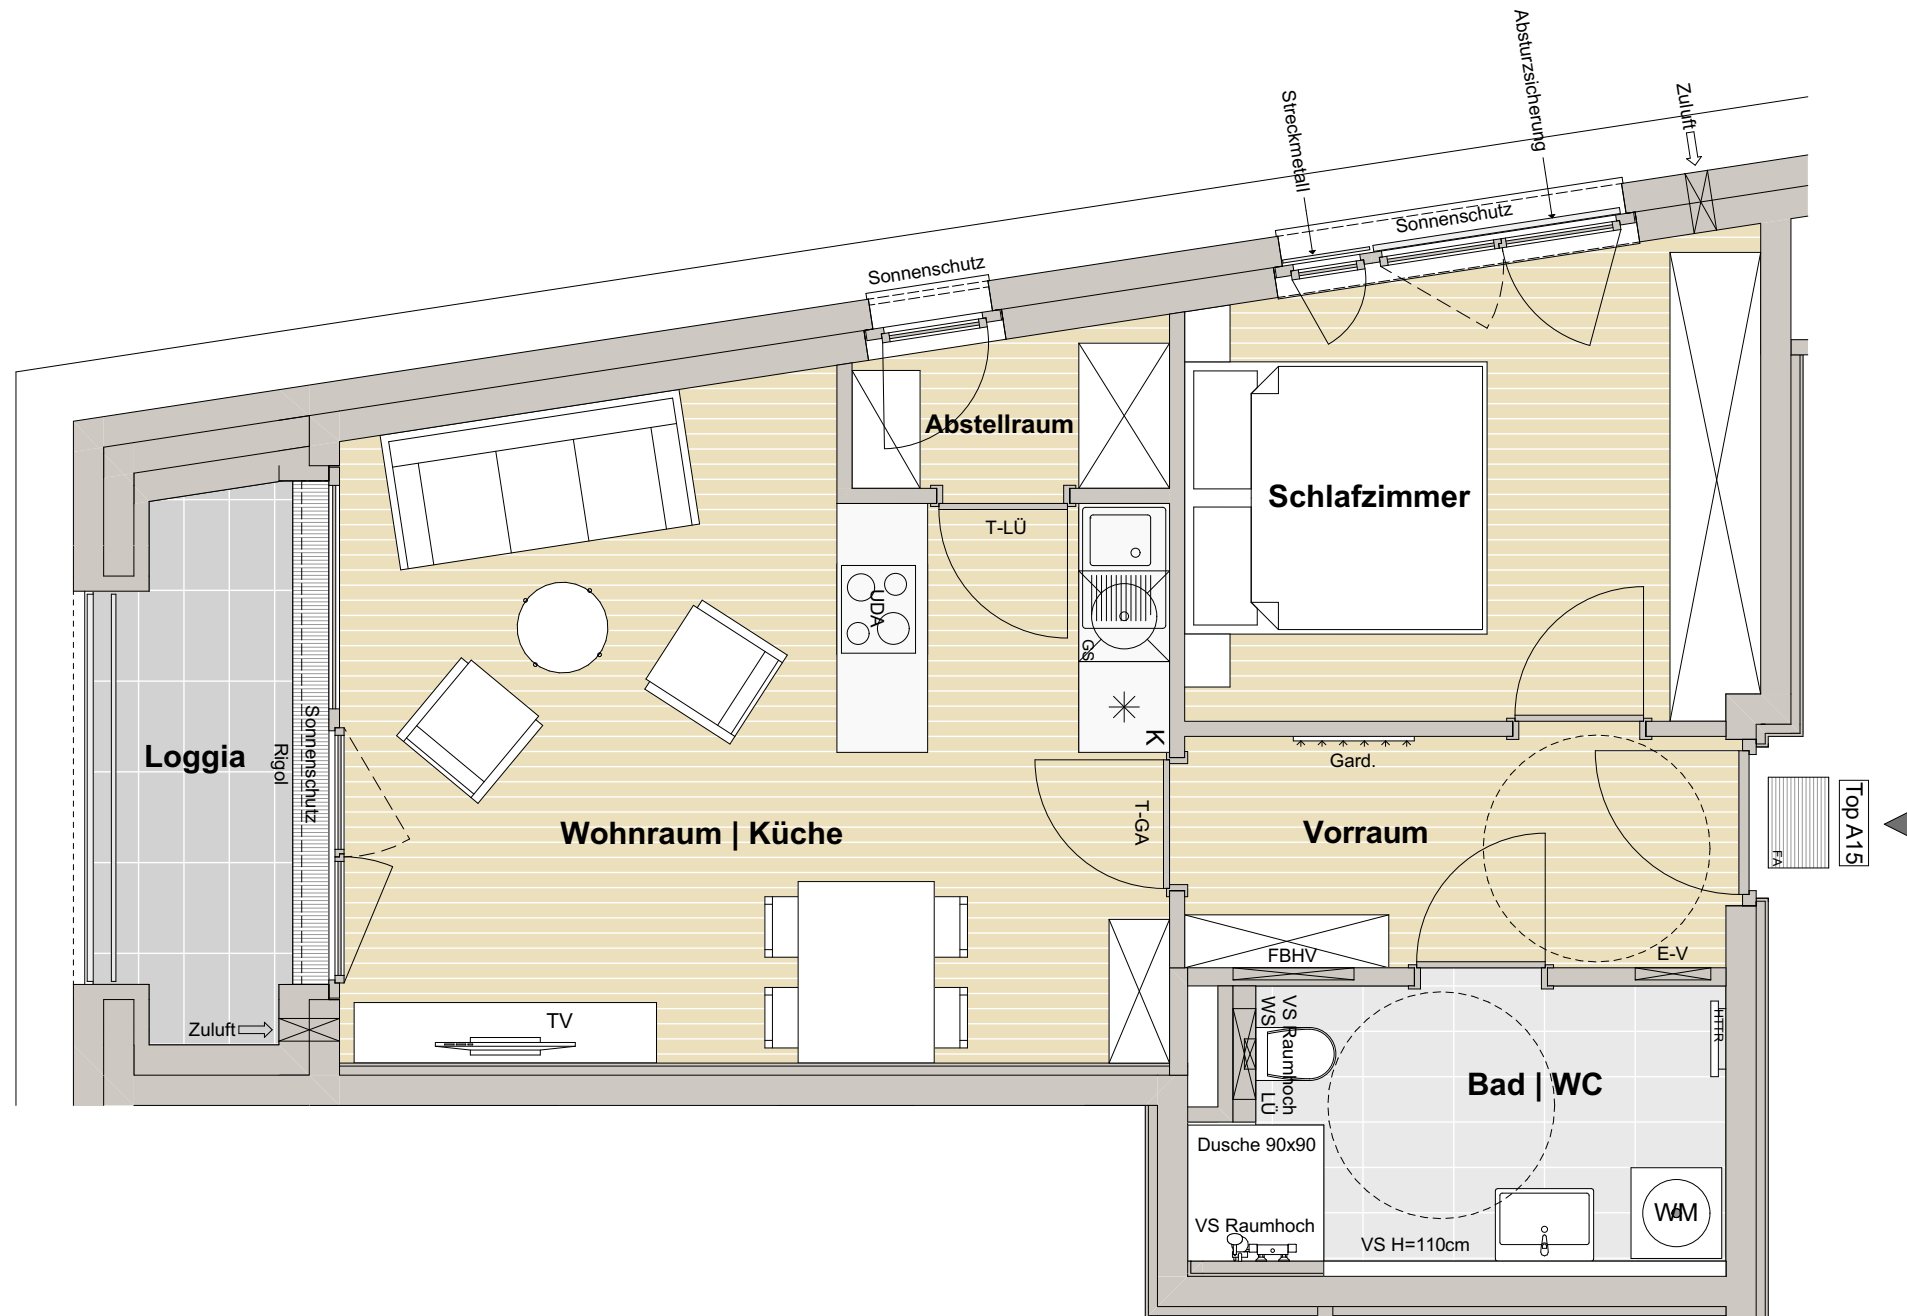 Absturzsicherung
Streckmetall
Zuluft
Sonnenschutz
Sonnenschutz
Abstellraum
Schlafzimmer
T-LÜ
UDA
GS
K
Loggia
Rigol
Sonnenschutz
Wohnraum | Küche
T-GA
Gard.
Vorraum
Top A15
FA
FBHV
E-V
Zuluft
TV
VS Raumhoch
WS
LÜ
HTTR
Bad | WC
Dusche 90x90
VS Raumhoch
VS H=110cm
WM